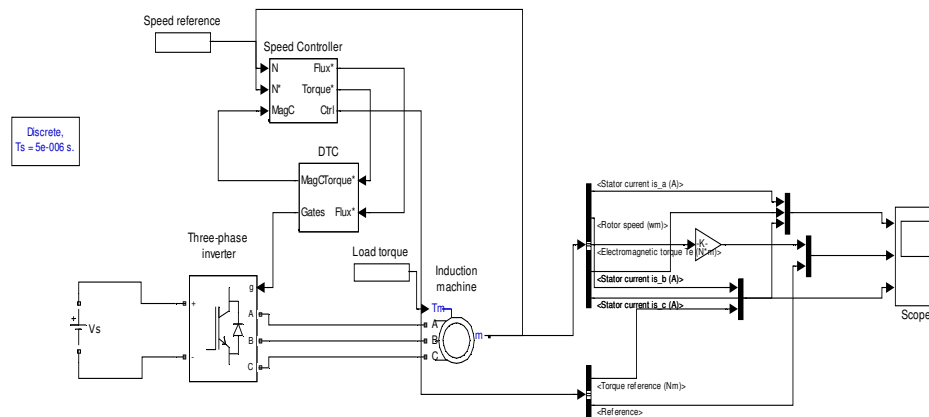 Speed reference
Speed Controller
N
Flux*
N*
Torque*
MagC
Ctrl
Discrete,
Ts = 5e-006 s.
DTC
MagC
Torque*
Gates
Flux*
Three-phase
inverter
Load torque
Induction
machine
g
+
A
B
-
C
+
Vs
Tm
A
B
C
m
<Stator current is_a (A)>
<Rotor speed (wm)>
-K-
<Electromagnetic torque Te (N*m)>
<Stator current is_b (A)>
<Stator current is_c (A)>
Scope
<Torque reference (Nm)>
<Reference>